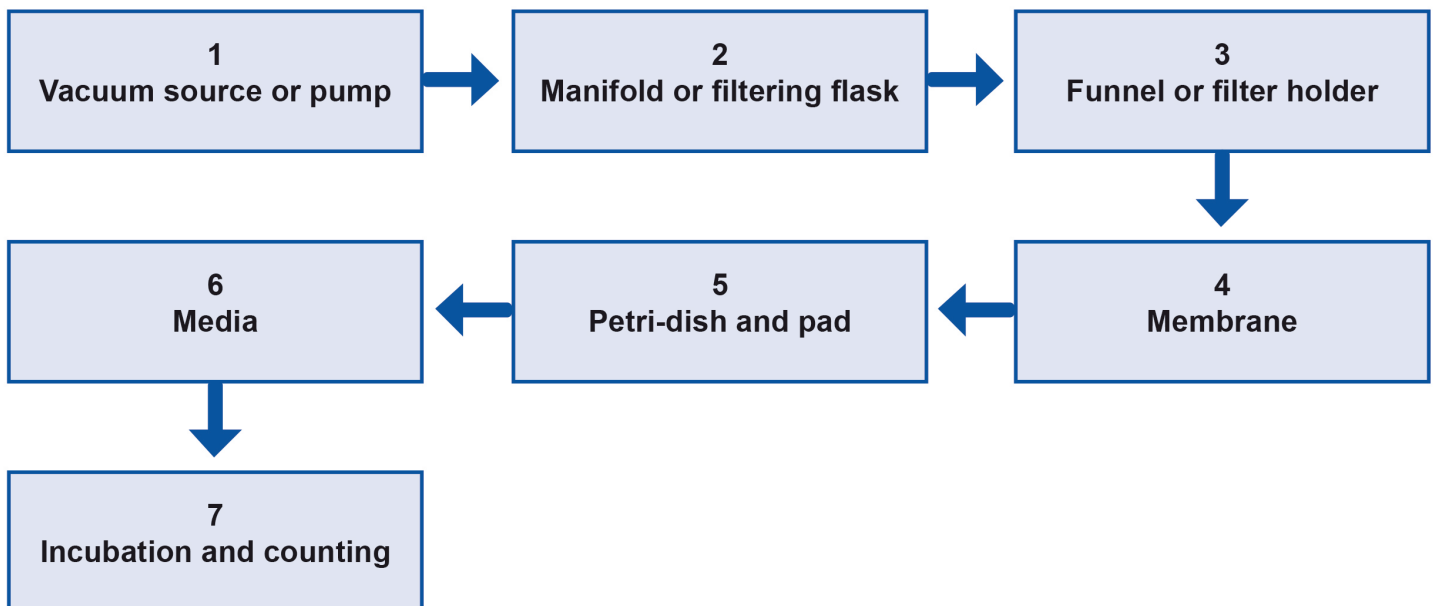 1
Vacuum source or pump
2
Manifold or filtering flask
3
Funnel or filter holder
4
Membrane
5
Petri-dish and pad
6
Media
7
Incubation and counting